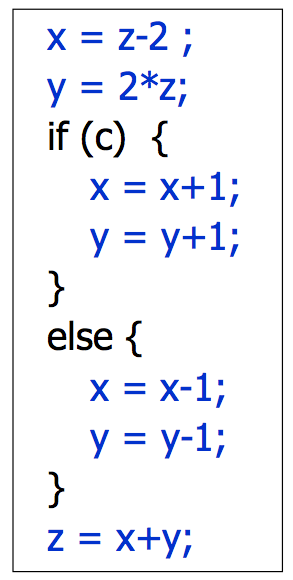 x = z-2 ;
y = 2*z;
if (c)  {
x = x+1;
y = y+1;
}
else {
x = x-1;
y = y-1;
}
z = x+y;